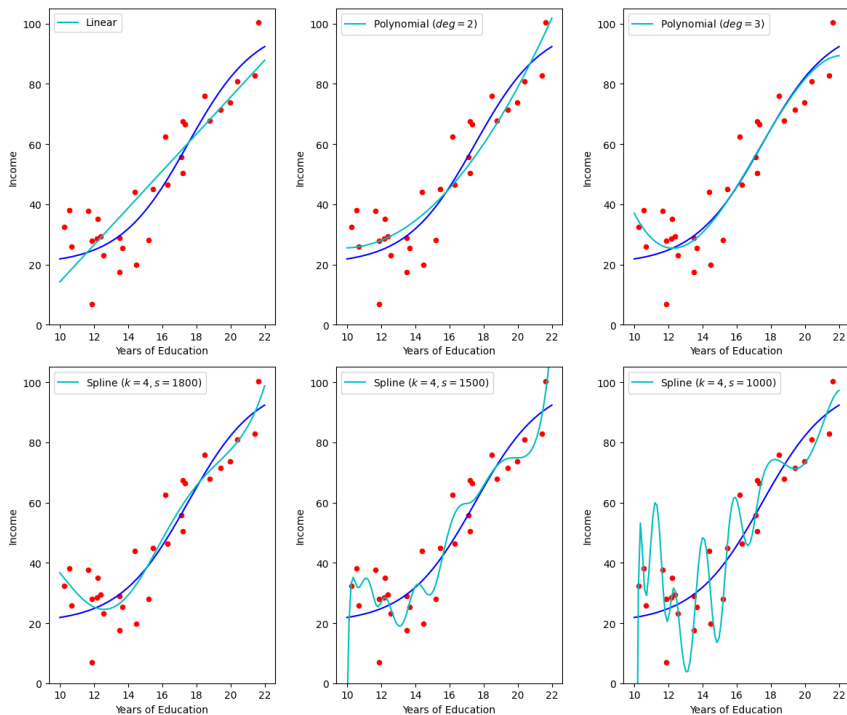 Linear
Income
100
80
60
40
20
0
10 12 14 16 18 20 22
Years of Education
Polynomial (deg = 2)
Income
100
80
60
40
20
0
10 12 14 16 18 20 22
Years of Education
Polynomial (deg = 3)
Income
100
80
60
40
20
0
10 12 14 16 18 20 22
Years of Education
Spline (k = 4, s = 1800)
Income
100
80
60
40
20
0
10 12 14 16 18 20 22
Years of Education
Spline (k = 4, s = 1500)
Income
100
80
60
40
20
0
10 12 14 16 18 20 22
Years of Education
Spline (k = 4, s = 1000)
Income
100
80
60
40
20
0
10 12 14 16 18 20 22
Years of Education